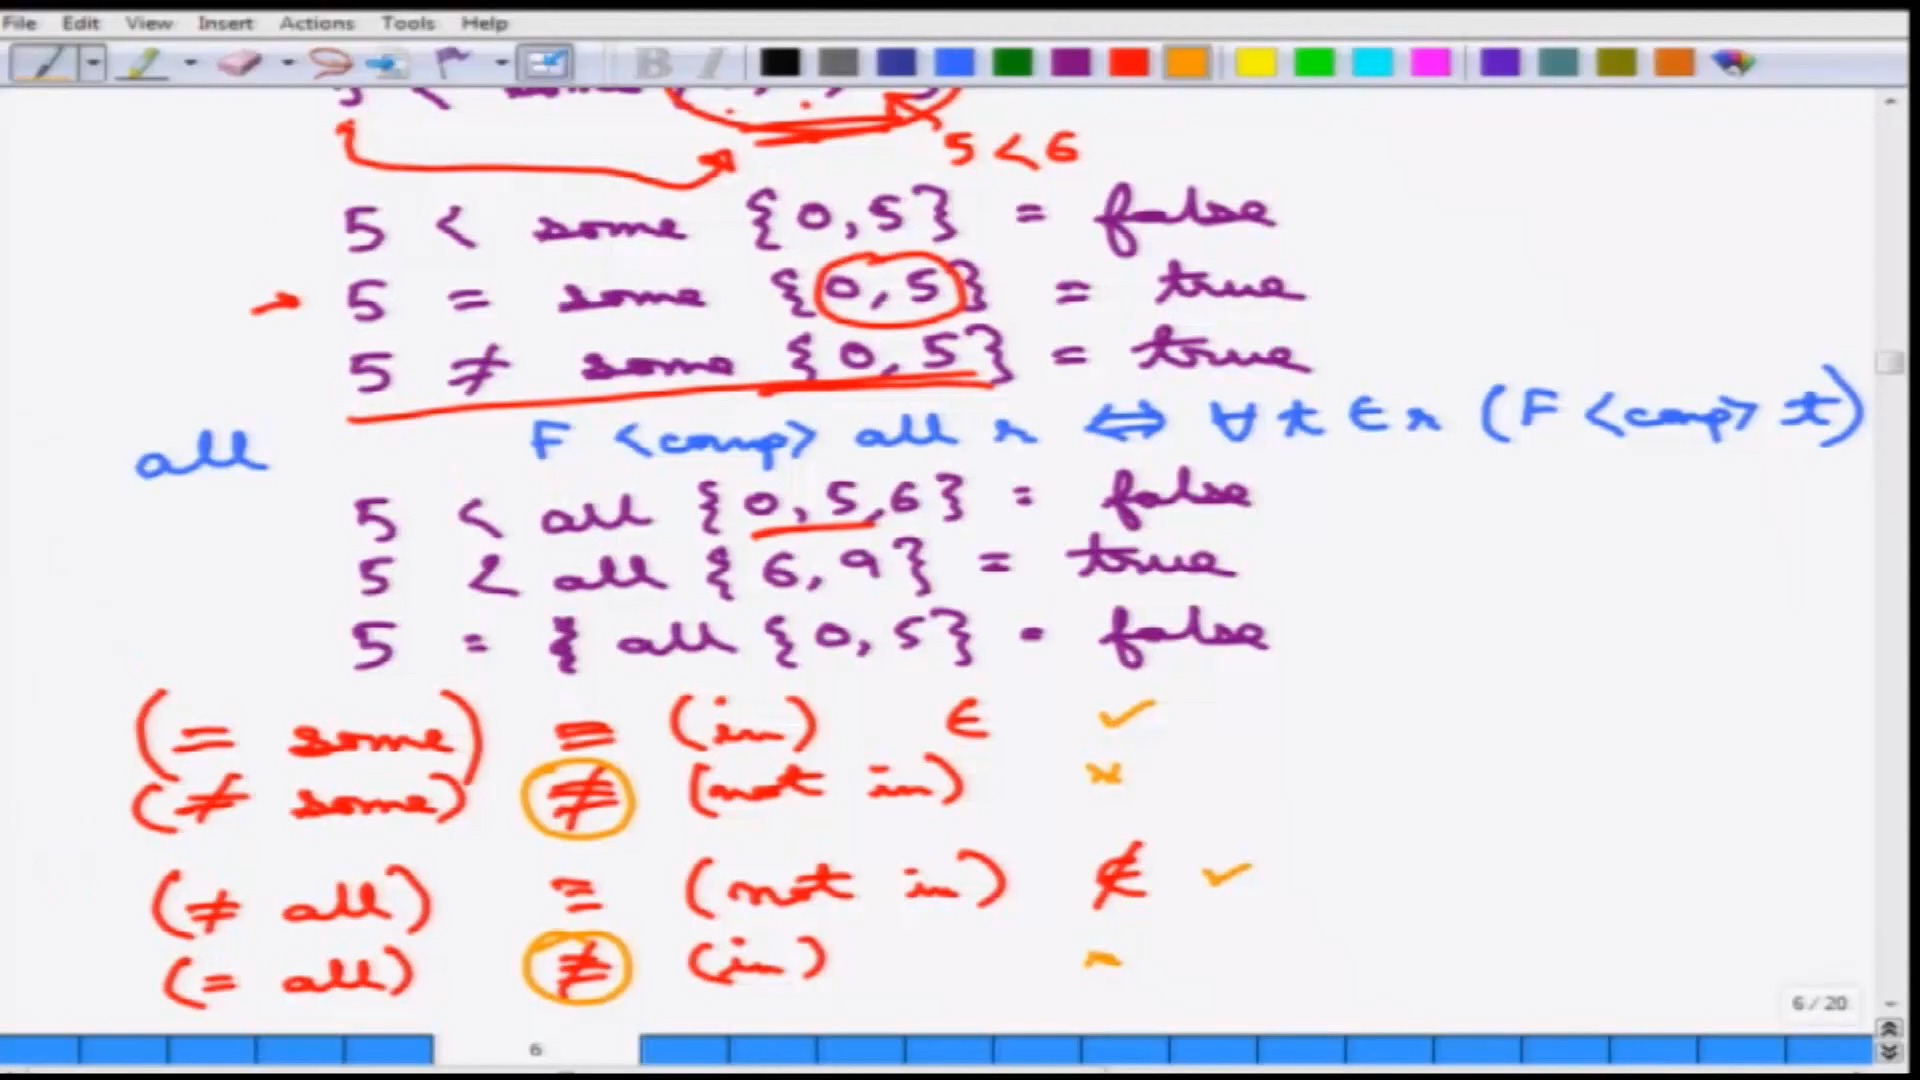 File Edit View Insert Actions Tools Help
B I
5 < 6
5 < some {0,5} = false
5 = some {0,5} = true
5 ≠ some {0,5} = true
all F <comp> all r ⇔ ∀ t ∈ r (F <comp> t)
5 < all {0,5,6} = false
5 < all {6,9} = true
5 = { all {0,5} = false
(= some) ≡ (in) ∈ ✓
(≠ some) ≢ (not in) ×
(≠ all) ≡ (not in) ∉ ✓
(= all) ≢ (in) ×
6 / 20
6